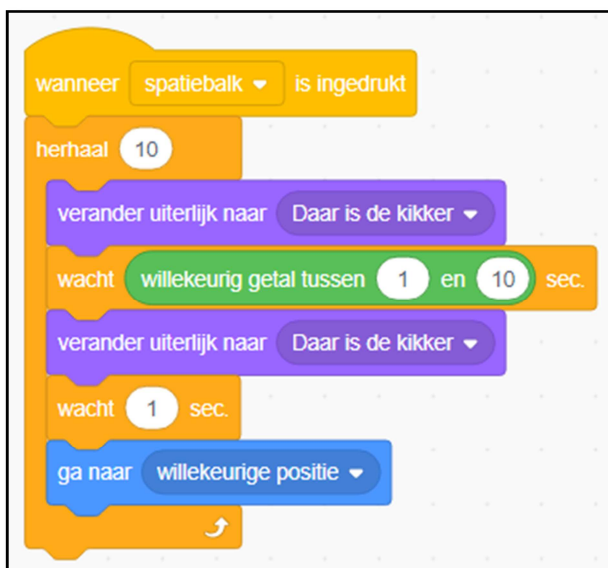 wanneer spatiebalk is ingedrukt
herhaal 10
verander uiterlijk naar Daar is de kikker
wacht willekeurig getal tussen 1 en 10 sec.
verander uiterlijk naar Daar is de kikker
wacht 1 sec.
ga naar willekeurige positie